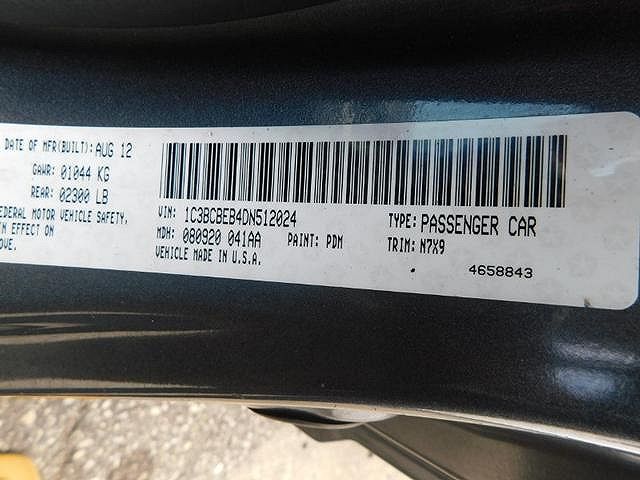 DATE OF MFR(BUILT): AUG 12
GAWR: 01044 KG
REAR: 02300 LB
EDERAL MOTOR VEHICLE SAFETY,
N EFFECT ON
OVE.
VIN: 1C3BCBEB4DN512024
TYPE: PASSENGER CAR
MDH: 080920 041AA
PAINT: PDM
TRIM: N7X9
VEHICLE MADE IN U.S.A.
4658843